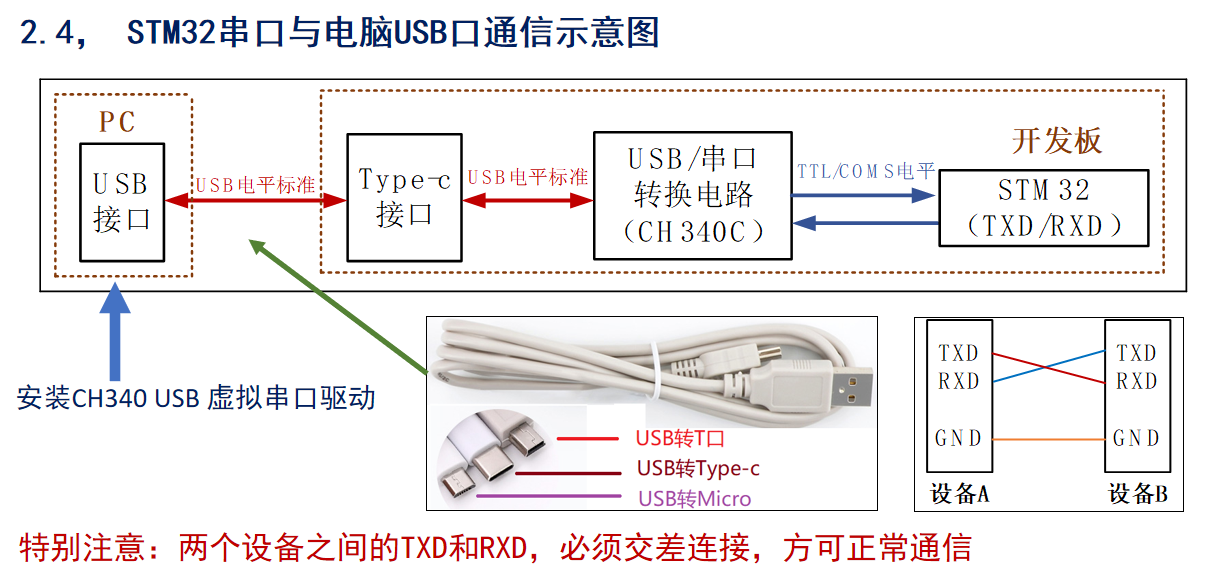 2.4， STM32串口与电脑USB口通信示意图
PC
USB
接口
USB电平标准
Type-c
接口
USB电平标准
USB/串口
转换电路
（CH340C）
TTL/COMS电平
开发板
STM32
（TXD/RXD）
安装CH340 USB 虚拟串口驱动
USB转T口
USB转Type-c
USB转Micro
TXD
RXD
GND
设备A
TXD
RXD
GND
设备B
特别注意：两个设备之间的TXD和RXD，必须交差连接，方可正常通信